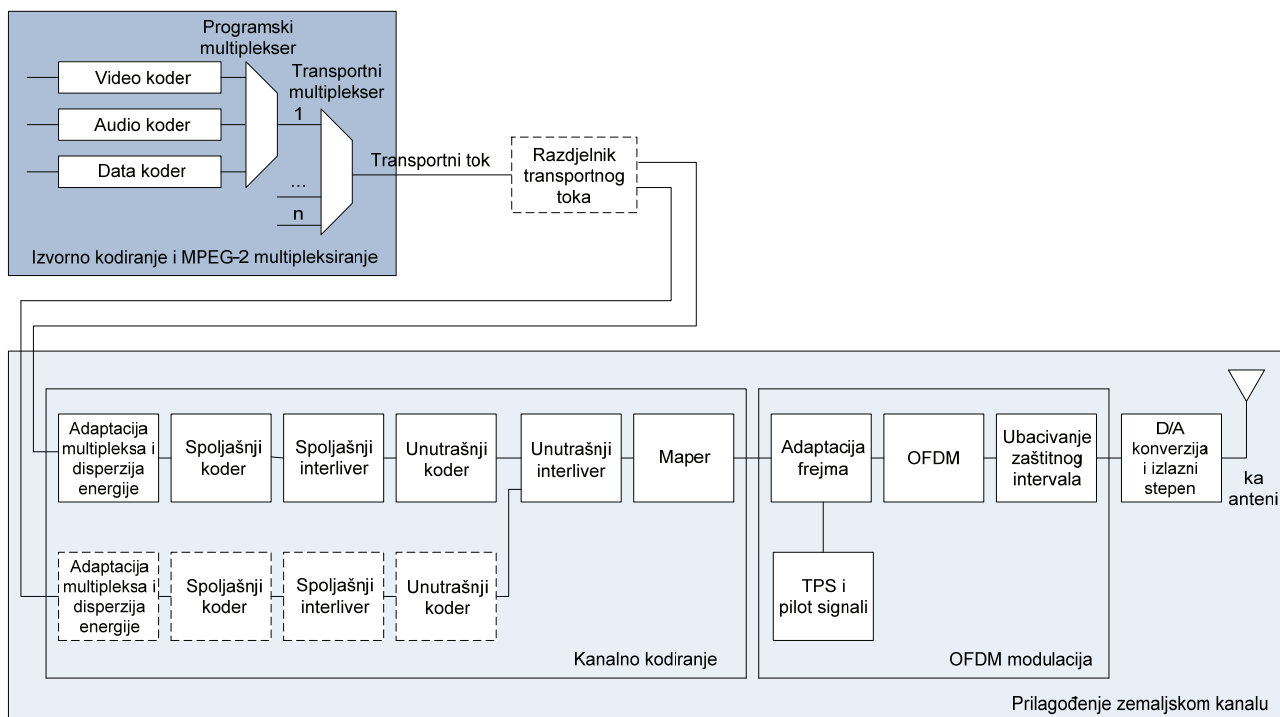 Programski
multiplekser
Video koder
Transportni
multiplekser
1
Audio koder
Data koder
...
n
Izvorno kodiranje i MPEG-2 multipleksiranje
Transportni tok
Razdjelnik
transportnog
toka
Adaptacija
multipleksa i
disperzija
energije
Spoljašnji
koder
Spoljašnji
interliver
Unutrašnji
koder
Unutrašnji
interliver
Maper
Adaptacija
frejma
OFDM
Ubacivanje
zaštitnog
intervala
D/A
konverzija
i izlazni
stepen
ka
anteni
Adaptacija
multipleksa i
disperzija
energije
Spoljašnji
koder
Spoljašnji
interliver
Unutrašnji
koder
TPS i
pilot signali
Kanalno kodiranje
OFDM modulacija
Prilagođenje zemaljskom kanalu